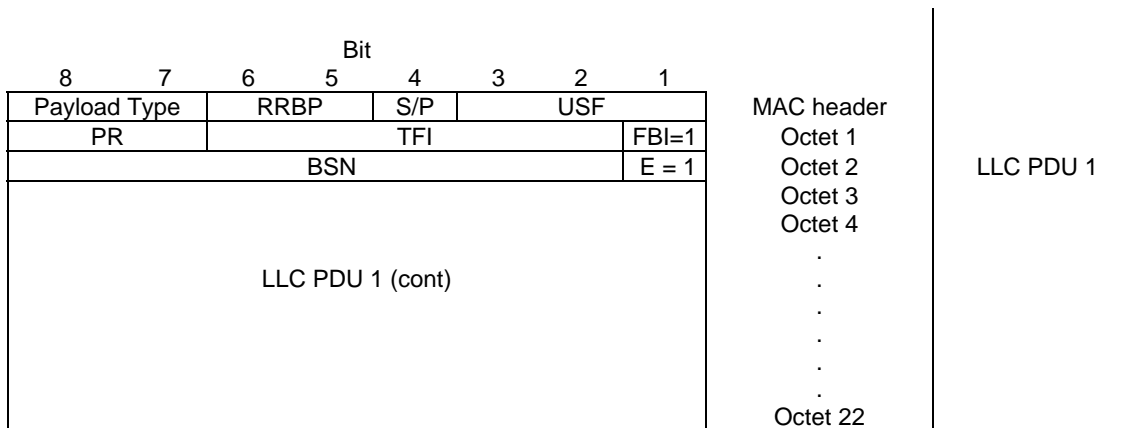 Bit
8 7 6 5 4 3 2 1
Payload Type RRBP S/P USF MAC header
PR TFI FBI=1 Octet 1
BSN E = 1 Octet 2 LLC PDU 1
Octet 3
Octet 4
.
LLC PDU 1 (cont) .
.
.
.
.
Octet 22